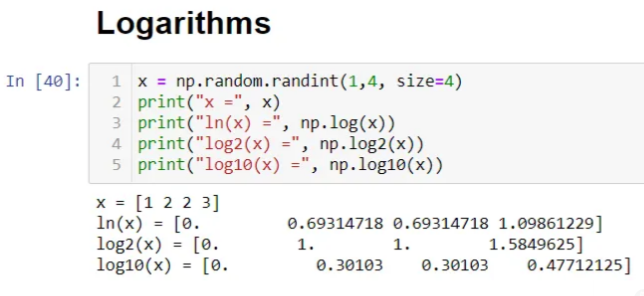 Logarithms
In [40]: 1 x = np.random.randint(1,4, size=4)
2 print("x =", x)
3 print("ln(x) =", np.log(x))
4 print("log2(x) =", np.log2(x))
5 print("log10(x) =", np.log10(x))
x = [1 2 2 3]
ln(x) = [0.         0.69314718 0.69314718 1.09861229]
log2(x) = [0.        1.        1.        1.5849625]
log10(x) = [0.         0.30103    0.30103    0.47712125]